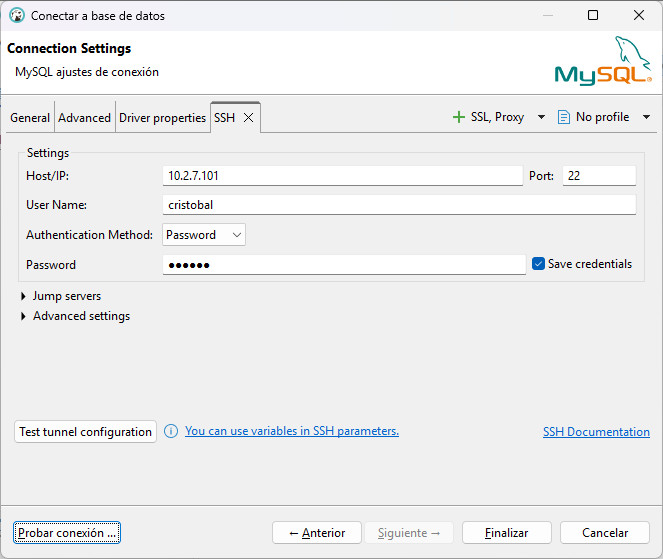 Conectar a base de datos
Connection Settings
MySQL ajustes de conexión
MySQL®
General Advanced Driver properties SSH SSL, Proxy No profile
Settings
Host/IP: 10.2.7.101 Port: 22
User Name: cristobal
Authentication Method: Password
Password ●●●●●● Save credentials
Jump servers
Advanced settings
Test tunnel configuration You can use variables in SSH parameters. SSH Documentation
Probar conexión ... ← Anterior Siguiente → Finalizar Cancelar